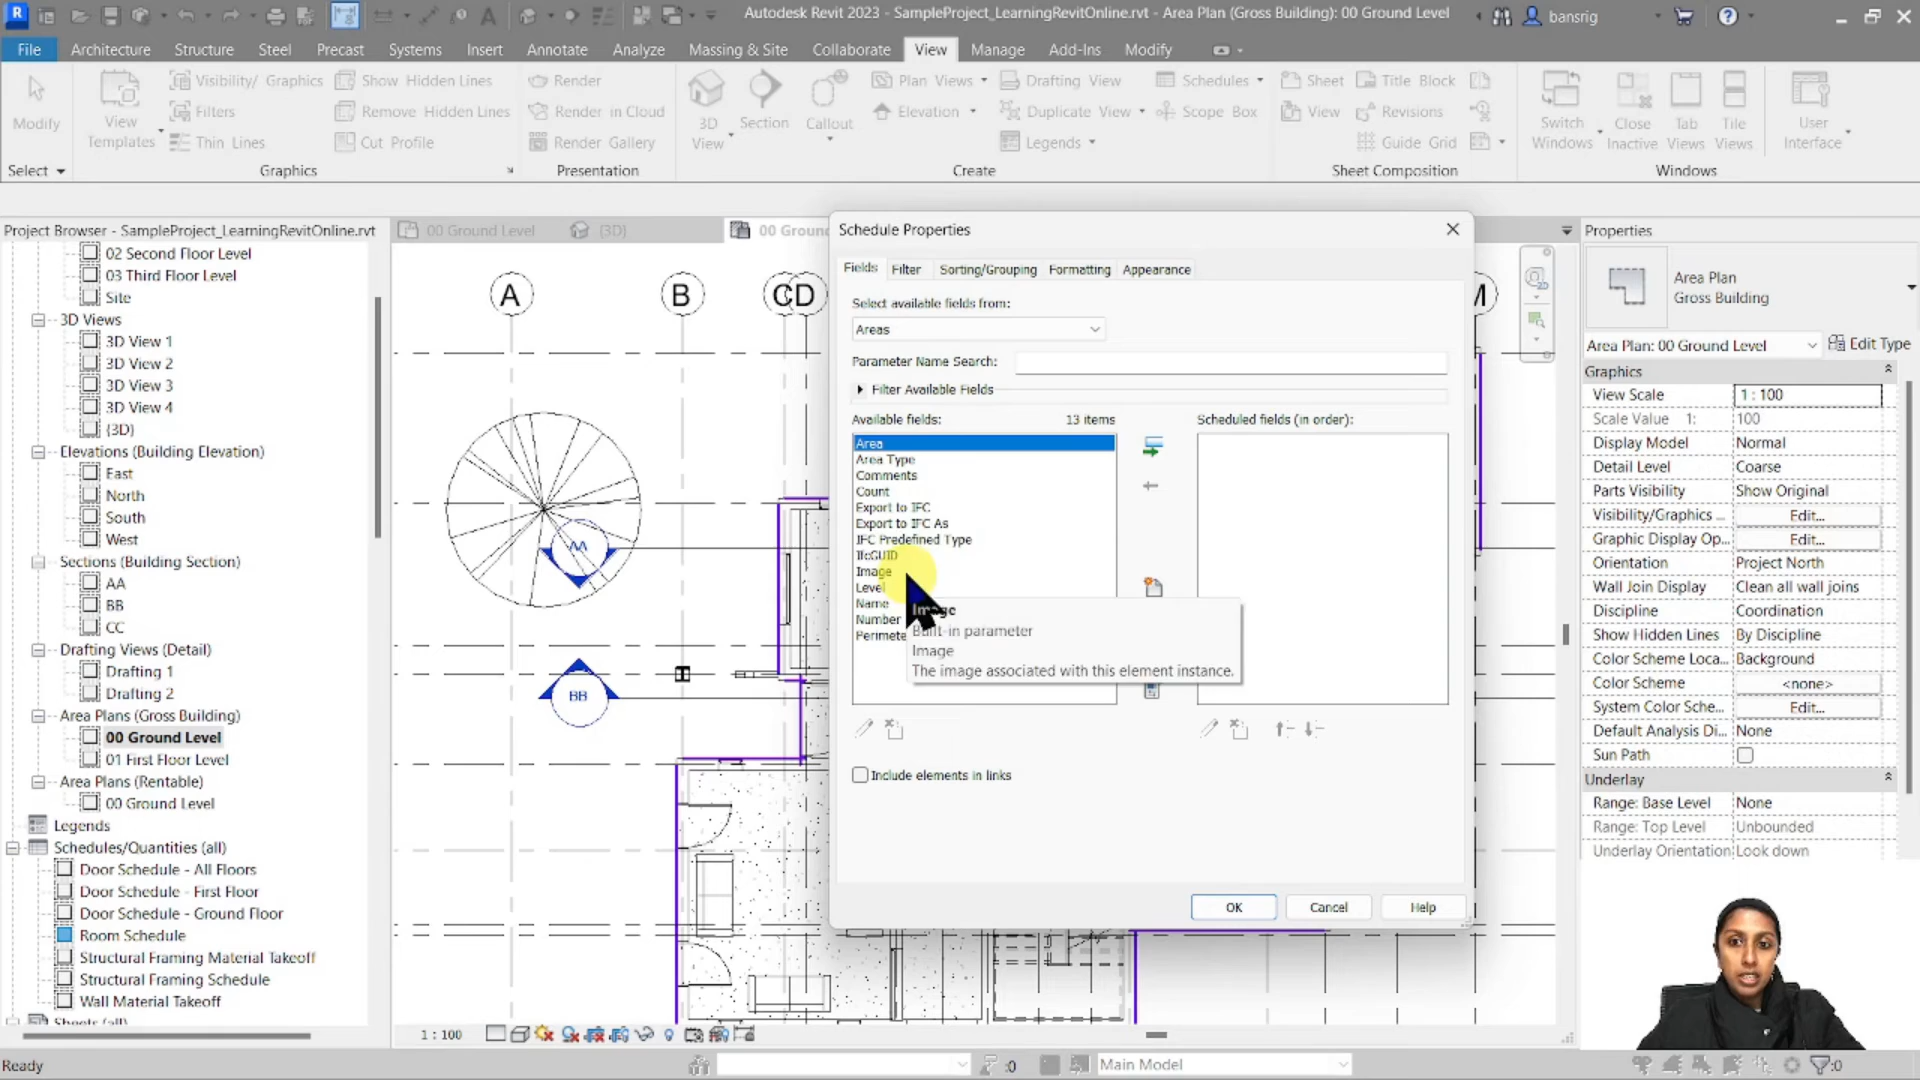 Autodesk Revit 2023 - SampleProject_LearningRevitOnline.rvt - Area Plan (Gross Building): 00 Ground Level
bansrig
File Architecture Structure Steel Precast Systems Insert Annotate Analyze Massing & Site Collaborate View Manage Add-Ins Modify
Visibility/ Graphics Show Hidden Lines Render Plan Views Drafting View Schedules Sheet Title Block
Filters Remove Hidden Lines Render in Cloud Elevation Duplicate View Scope Box View Revisions
Modify View Templates Thin Lines Cut Profile Render Gallery 3D View Section Callout Legends Guide Grid Switch Windows Close Inactive Tab Views Tile Views User Interface
Select Graphics Presentation Create Sheet Composition Windows
Project Browser - SampleProject_LearningRevitOnline.rvt
02 Second Floor Level
03 Third Floor Level
Site
3D Views
3D View 1
3D View 2
3D View 3
3D View 4
{3D}
Elevations (Building Elevation)
East
North
South
West
Sections (Building Section)
AA
BB
CC
Drafting Views (Detail)
Drafting 1
Drafting 2
Area Plans (Gross Building)
00 Ground Level
01 First Floor Level
Area Plans (Rentable)
00 Ground Level
Legends
Schedules/Quantities (all)
Door Schedule - All Floors
Door Schedule - First Floor
Door Schedule - Ground Floor
Room Schedule
Structural Framing Material Takeoff
Structural Framing Schedule
Wall Material Takeoff
Sheets (all)
00 Ground Level {3D} 00 Groun
A B C D M
AA
BB
Schedule Properties
Fields Filter Sorting/Grouping Formatting Appearance
Select available fields from:
Areas
Parameter Name Search:
Filter Available Fields
Available fields: 13 items Scheduled fields (in order):
Area
Area Type
Comments
Count
Export to IFC
Export to IFC As
IFC Predefined Type
IfcGUID
Image
Level
Name
Number
Perimete
Image
Built-in parameter
Image
The image associated with this element instance.
Include elements in links
OK Cancel Help
Properties
Area Plan
Gross Building
Area Plan: 00 Ground Level Edit Type
Graphics
View Scale 1 : 100
Scale Value 1: 100
Display Model Normal
Detail Level Coarse
Parts Visibility Show Original
Visibility/Graphics ... Edit...
Graphic Display Op... Edit...
Orientation Project North
Wall Join Display Clean all wall joins
Discipline Coordination
Show Hidden Lines By Discipline
Color Scheme Loca... Background
Color Scheme <none>
System Color Sche... Edit...
Default Analysis Di... None
Sun Path
Underlay
Range: Base Level None
Range: Top Level Unbounded
Underlay Orientation Look down
1 : 100
Ready :0 Main Model :0